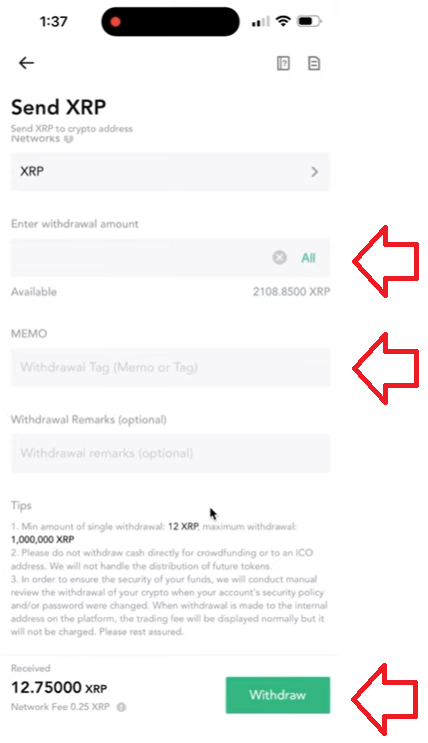 1:37
Send XRP
Send XRP to crypto address
Networks
XRP
Enter withdrawal amount
All
Available 2108.8500 XRP
MEMO
Withdrawal Tag (Memo or Tag)
Withdrawal Remarks (optional)
Withdrawal remarks (optional)
Tips
1. Min amount of single withdrawal: 12 XRP, maximum withdrawal:
1,000,000 XRP
2. Please do not withdraw cash directly for crowdfunding or to an ICO
address. We will not handle the distribution of future tokens.
3. In order to ensure the security of your funds, we will conduct manual
review the withdrawal of your crypto when your account's security policy
and/or password were changed. When withdrawal is made to the internal
address on the platform, the trading fee will be displayed normally but it
will not be charged. Please rest assured.
Received
12.75000 XRP
Network Fee 0.25 XRP
Withdraw